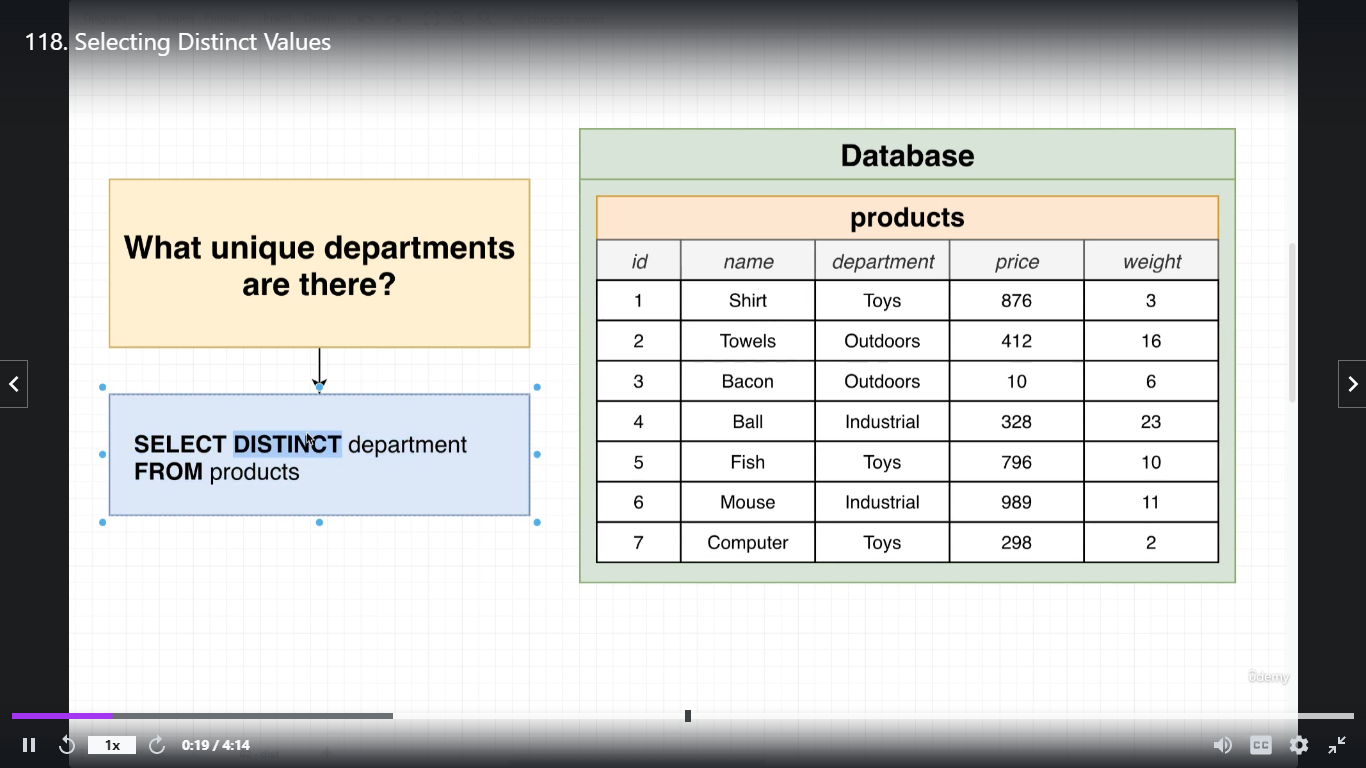 118. Selecting Distinct Values
What unique departments
are there?
SELECT DISTINCT department
FROM products
Database
products
id name department price weight
1 Shirt Toys 876 3
2 Towels Outdoors 412 16
3 Bacon Outdoors 10 6
4 Ball Industrial 328 23
5 Fish Toys 796 10
6 Mouse Industrial 989 11
7 Computer Toys 298 2
ûdemy
1x 0:19 / 4:14 CC